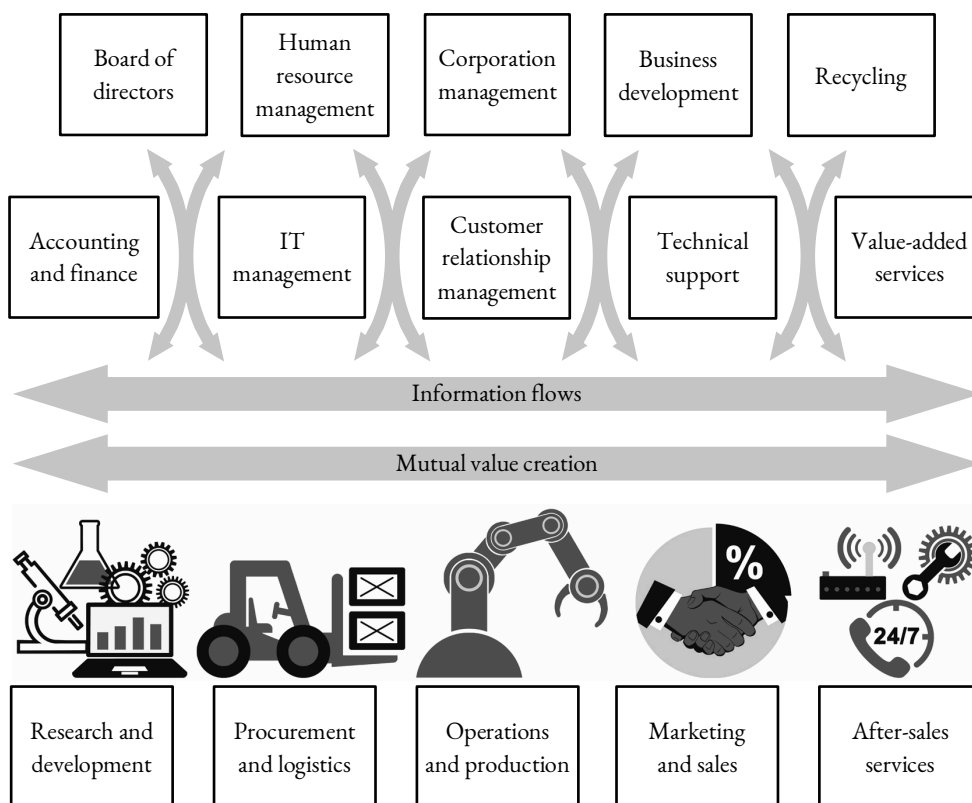 Board of
directors
Human
resource
management
Corporation
management
Business
development
Recycling
Accounting
and finance
IT
management
Customer
relationship
management
Technical
support
Value-added
services
Information flows
Mutual value creation
%
24/7
Research and
development
Procurement
and logistics
Operations
and production
Marketing
and sales
After-sales
services